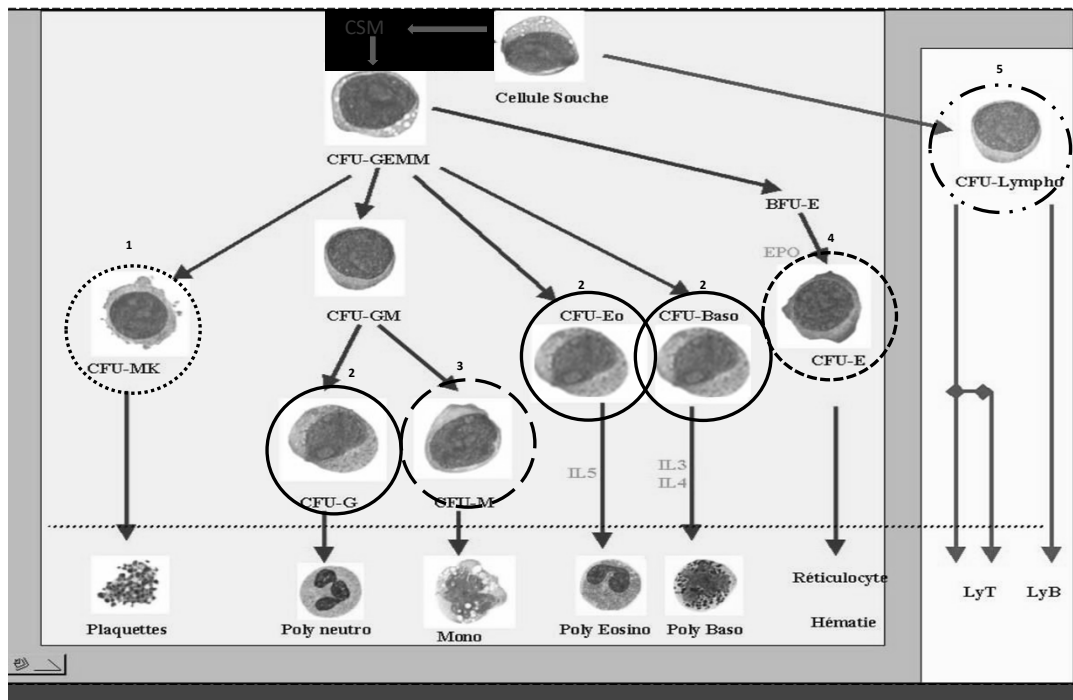 CSM
Cellule Souche
5
CFU-GEMM
CFU-Lympho
BFU-E
1
4
EPO
2
2
CFU-Eo
CFU-Baso
CFU-GM
CFU-E
CFU-MK
2
3
IL5
IL3
IL4
CFU-G
CFU-M
Réticulocyte
LyT
LyB
Plaquettes
Poly neutro
Mono
Poly Eosino
Poly Baso
Hématie